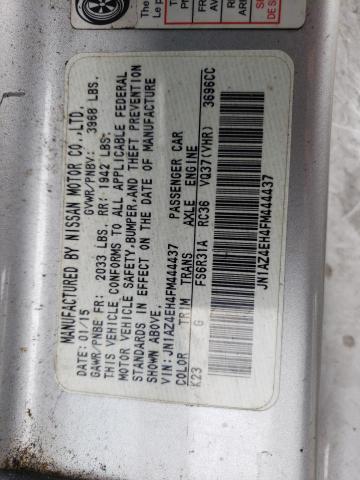 MANUFACTURED BY NISSAN MOTOR CO.,LTD.
DATE: 01/15 GVWR/PNBV: 3968 LBS.
GAWR/PNBE FR: 2033 LBS. RR: 1942 LBS.
THIS VEHICLE CONFORMS TO ALL APPLICABLE FEDERAL
MOTOR VEHICLE SAFETY,BUMPER,AND THEFT PREVENTION
STANDARDS IN EFFECT ON THE DATE OF MANUFACTURE
SHOWN ABOVE.
VIN: JN1AZ4EH4FM444437 PASSENGER CAR
COLOR TRIM TRANS AXLE ENGINE
K23 G FS6R31A RC36 VQ37(VHR) 3696CC
JN1AZ4EH4FM444437
The
Le p